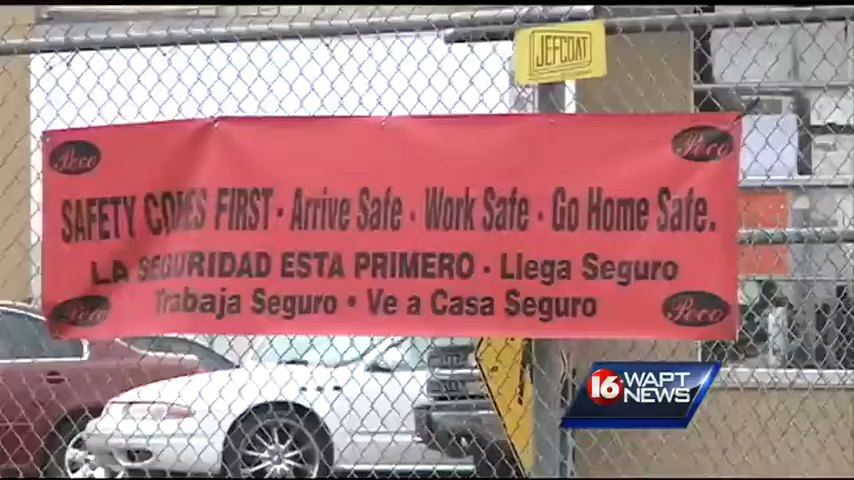 JEFCOAT
Peco
Peco
SAFETY COMES FIRST - Arrive Safe - Work Safe - Go Home Safe.
LA SEGURIDAD ESTA PRIMERO - Llega Seguro
Trabaja Seguro • Ve a Casa Seguro
Peco
Peco
16 WAPT
NEWS